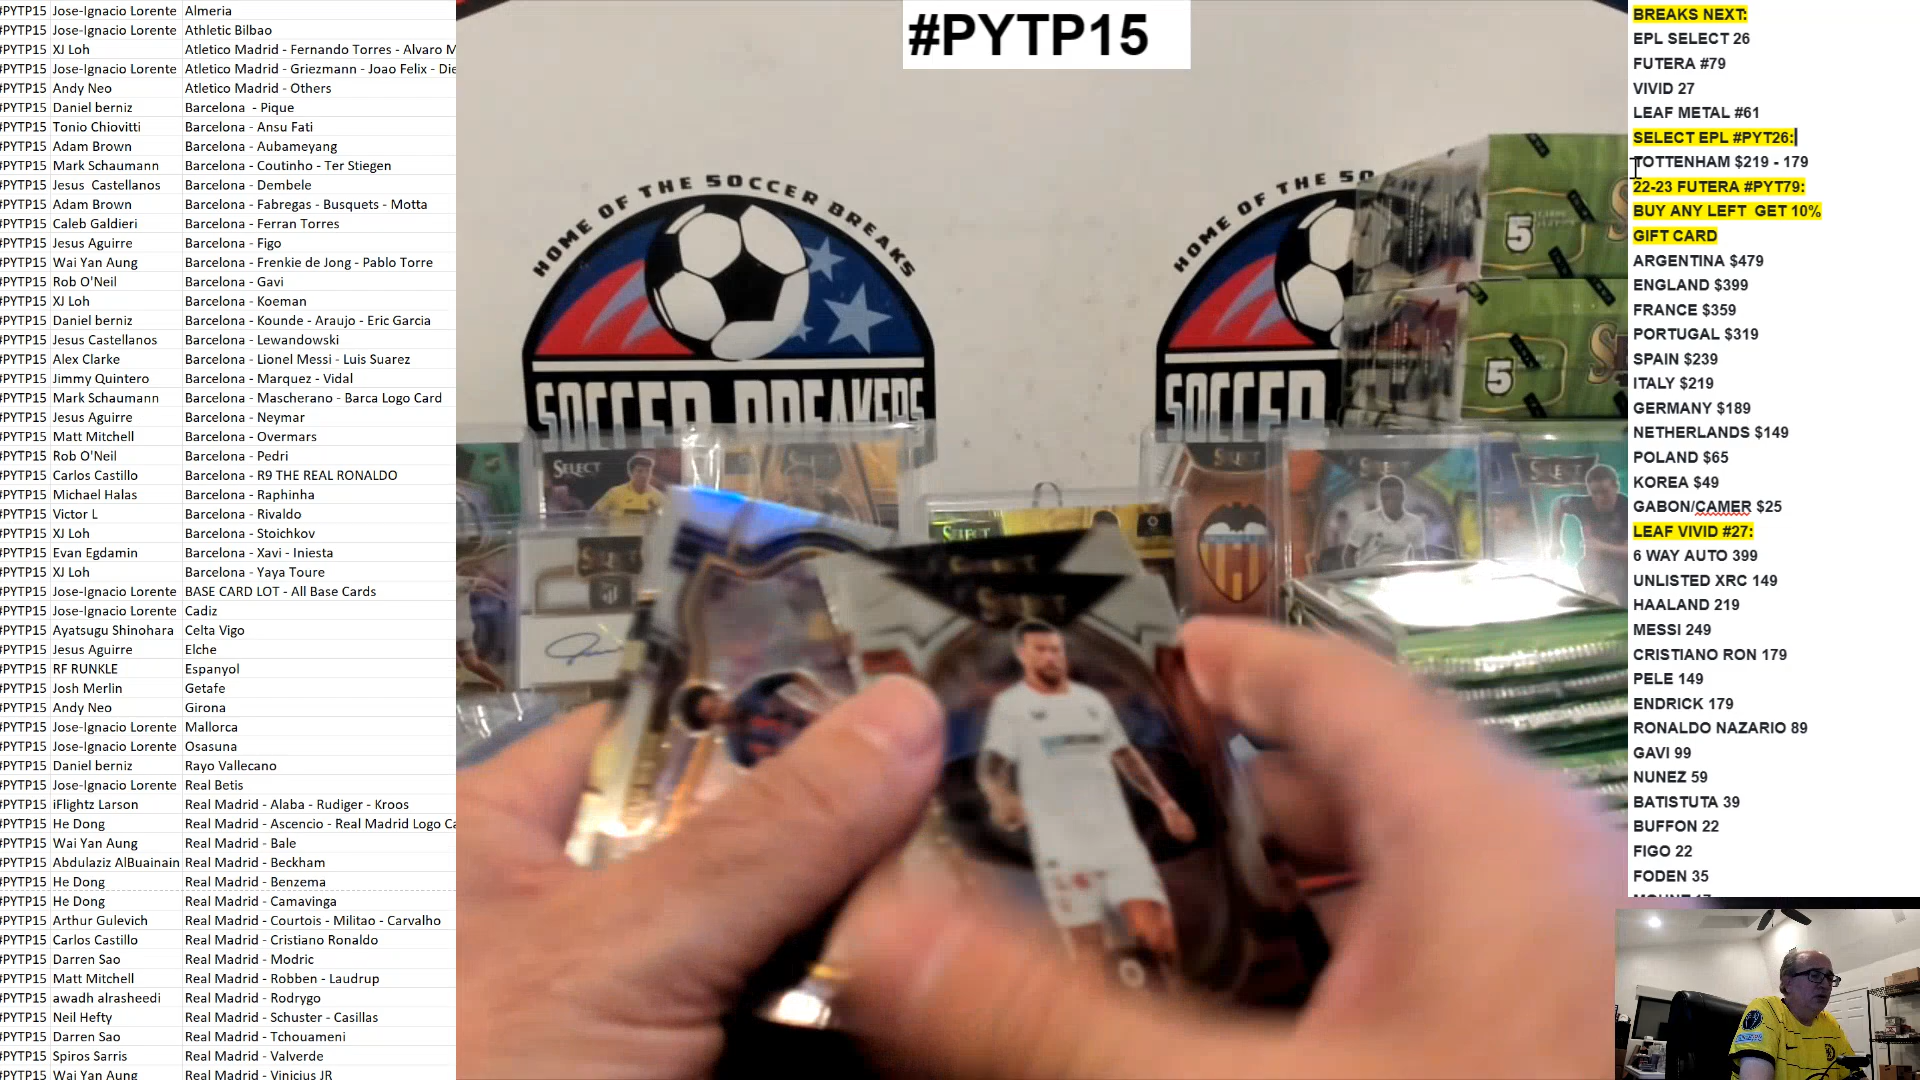 #PYTP15 Jose-Ignacio Lorente Almeria
#PYTP15 Jose-Ignacio Lorente Athletic Bilbao
#PYTP15 XJ Loh Atletico Madrid - Fernando Torres - Alvaro M
#PYTP15 Jose-Ignacio Lorente Atletico Madrid - Griezmann - Joao Felix - Die
#PYTP15 Andy Neo Atletico Madrid - Others
#PYTP15 Daniel berniz Barcelona - Pique
#PYTP15 Tonio Chiovitti Barcelona - Ansu Fati
#PYTP15 Adam Brown Barcelona - Aubameyang
#PYTP15 Mark Schaumann Barcelona - Coutinho - Ter Stiegen
#PYTP15 Jesus Castellanos Barcelona - Dembele
#PYTP15 Adam Brown Barcelona - Fabregas - Busquets - Motta
#PYTP15 Caleb Galdieri Barcelona - Ferran Torres
#PYTP15 Jesus Aguirre Barcelona - Figo
#PYTP15 Wai Yan Aung Barcelona - Frenkie de Jong - Pablo Torre
#PYTP15 Rob O'Neil Barcelona - Gavi
#PYTP15 XJ Loh Barcelona - Koeman
#PYTP15 Daniel berniz Barcelona - Kounde - Araujo - Eric Garcia
#PYTP15 Jesus Castellanos Barcelona - Lewandowski
#PYTP15 Alex Clarke Barcelona - Lionel Messi - Luis Suarez
#PYTP15 Jimmy Quintero Barcelona - Marquez - Vidal
#PYTP15 Mark Schaumann Barcelona - Mascherano - Barca Logo Card
#PYTP15 Jesus Aguirre Barcelona - Neymar
#PYTP15 Matt Mitchell Barcelona - Overmars
#PYTP15 Rob O'Neil Barcelona - Pedri
#PYTP15 Carlos Castillo Barcelona - R9 THE REAL RONALDO
#PYTP15 Michael Halas Barcelona - Raphinha
#PYTP15 Victor L Barcelona - Rivaldo
#PYTP15 XJ Loh Barcelona - Stoichkov
#PYTP15 Evan Egdamin Barcelona - Xavi - Iniesta
#PYTP15 XJ Loh Barcelona - Yaya Toure
#PYTP15 Jose-Ignacio Lorente BASE CARD LOT - All Base Cards
#PYTP15 Jose-Ignacio Lorente Cadiz
#PYTP15 Ayatsugu Shinohara Celta Vigo
#PYTP15 Jesus Aguirre Elche
#PYTP15 RF RUNKLE Espanyol
#PYTP15 Josh Merlin Getafe
#PYTP15 Andy Neo Girona
#PYTP15 Jose-Ignacio Lorente Mallorca
#PYTP15 Jose-Ignacio Lorente Osasuna
#PYTP15 Daniel berniz Rayo Vallecano
#PYTP15 Jose-Ignacio Lorente Real Betis
#PYTP15 iFlightz Larson Real Madrid - Alaba - Rudiger - Kroos
#PYTP15 He Dong Real Madrid - Ascencio - Real Madrid Logo Ca
#PYTP15 Wai Yan Aung Real Madrid - Bale
#PYTP15 Abdulaziz AlBuainain Real Madrid - Beckham
#PYTP15 He Dong Real Madrid - Benzema
#PYTP15 He Dong Real Madrid - Camavinga
#PYTP15 Arthur Gulevich Real Madrid - Courtois - Militao - Carvalho
#PYTP15 Carlos Castillo Real Madrid - Cristiano Ronaldo
#PYTP15 Darren Sao Real Madrid - Modric
#PYTP15 Matt Mitchell Real Madrid - Robben - Laudrup
#PYTP15 awadh alrasheedi Real Madrid - Rodrygo
#PYTP15 Neil Hefty Real Madrid - Schuster - Casillas
#PYTP15 Darren Sao Real Madrid - Tchouameni
#PYTP15 Spiros Sarris Real Madrid - Valverde
#PYTP15 Wai Yan Aung Real Madrid - Vinicius JR
#PYTP15
HOME OF THE SOCCER BREAKS
SOCCER BREAKERS
HOME OF THE SO
SOCCER
5
5
SELECT
SELECT
SELECT
SELECT
SELECT
SELECT
BREAKS NEXT:
EPL SELECT 26
FUTERA #79
VIVID 27
LEAF METAL #61
SELECT EPL #PYT26:
TOTTENHAM $219 - 179
22-23 FUTERA #PYT79:
BUY ANY LEFT GET 10%
GIFT CARD
ARGENTINA $479
ENGLAND $399
FRANCE $359
PORTUGAL $319
SPAIN $239
ITALY $219
GERMANY $189
NETHERLANDS $149
POLAND $65
KOREA $49
GABON/CAMER $25
LEAF VIVID #27:
6 WAY AUTO 399
UNLISTED XRC 149
HAALAND 219
MESSI 249
CRISTIANO RON 179
PELE 149
ENDRICK 179
RONALDO NAZARIO 89
GAVI 99
NUNEZ 59
BATISTUTA 39
BUFFON 22
FIGO 22
FODEN 35